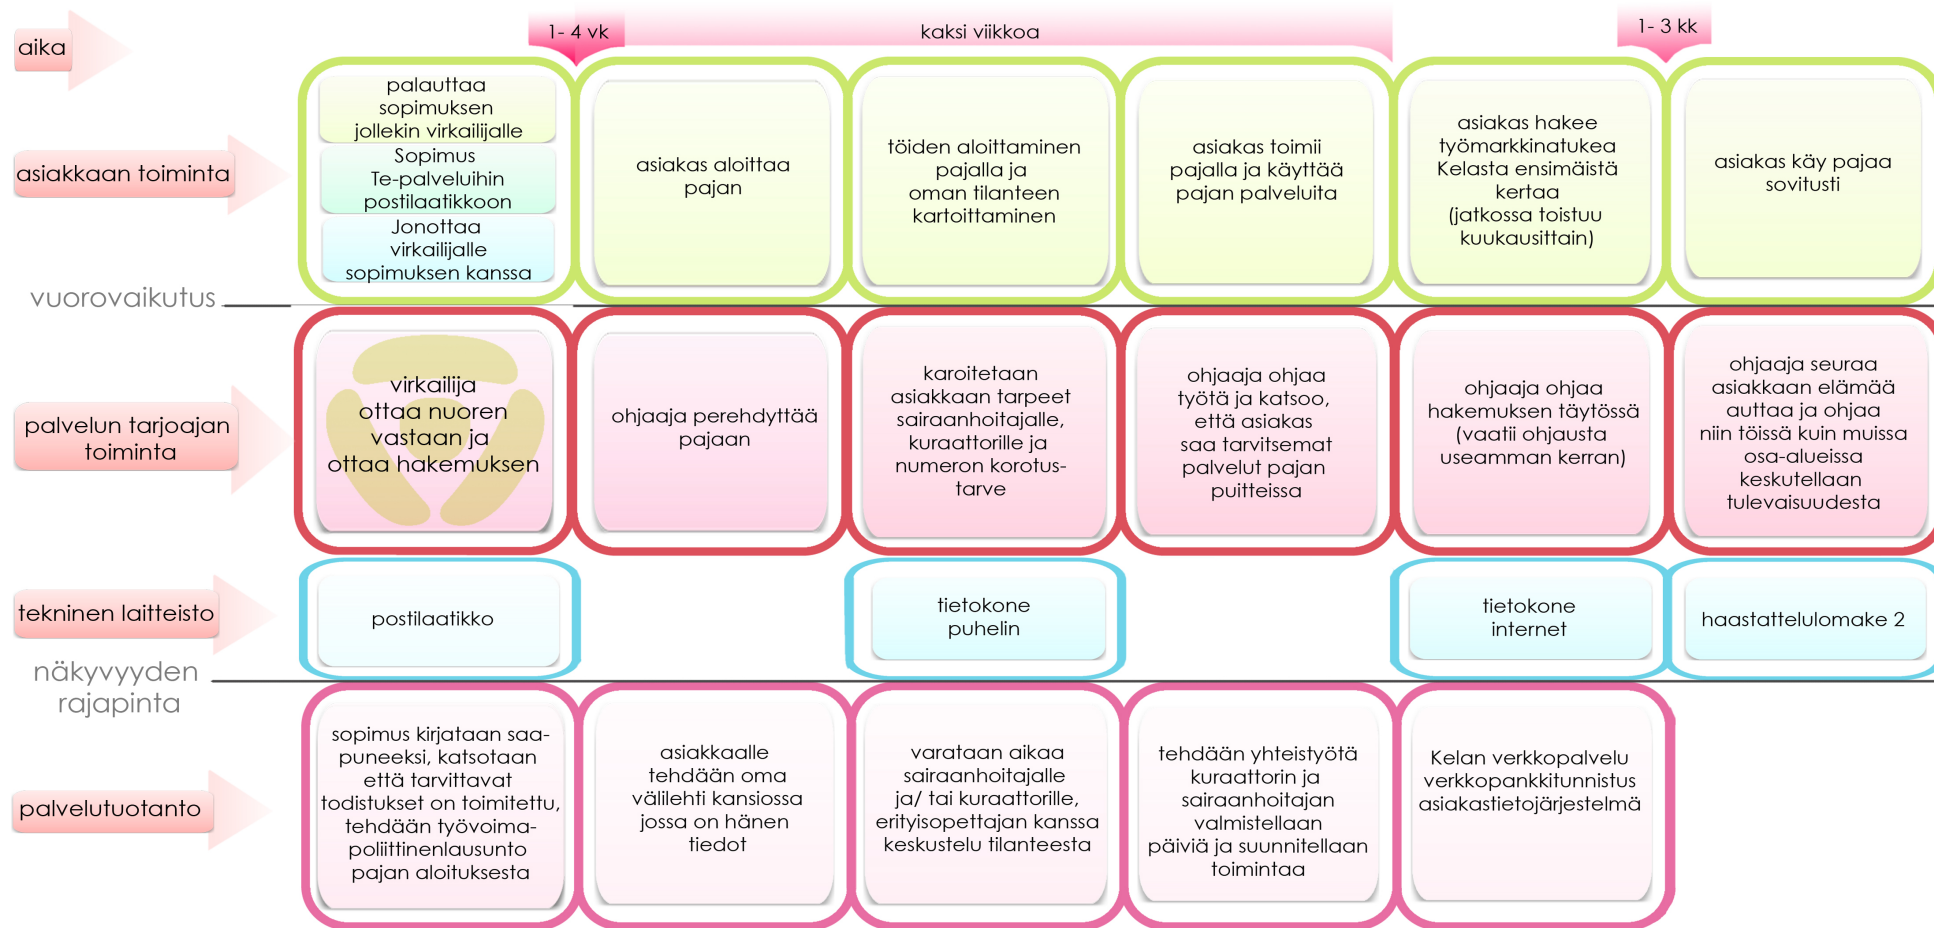 aika
1- 4 vk
kaksi viikkoa
1- 3 kk
asiakkaan toiminta
palauttaa
sopimuksen
jollekin virkailijalle
Sopimus
Te-palveluihin
postilaatikkoon
Jonottaa
virkailijalle
sopimuksen kanssa
asiakas aloittaa
pajan
töiden aloittaminen
pajalla ja
oman tilanteen
kartoittaminen
asiakas toimii
pajalla ja käyttää
pajan palveluita
asiakas hakee
työmarkkinatukea
Kelasta ensimäistä
kertaa
(jatkossa toistuu
kuukausittain)
asiakas käy pajaa
sovitusti
vuorovaikutus
palvelun tarjoajan
toiminta
virkailija
ottaa nuoren
vastaan ja
ottaa hakemuksen
ohjaaja perehdyttää
pajaan
karoitetaan
asiakkaan tarpeet
sairaanhoitajalle,
kuraattorille ja
numeron korotus-
tarve
ohjaaja ohjaa
työtä ja katsoo,
että asiakas
saa tarvitsemat
palvelut pajan
puitteissa
ohjaaja ohjaa
hakemuksen täytössä
(vaatii ohjausta
useamman kerran)
ohjaaja seuraa
asiakkaan elämää
auttaa ja ohjaa
niin töissä kuin muissa
osa-alueissa
keskutellaan
tulevaisuudesta
tekninen laitteisto
postilaatikko
tietokone
puhelin
tietokone
internet
haastattelulomake 2
näkyvyyden
rajapinta
palvelutuotanto
sopimus kirjataan saa-
puneeksi, katsotaan
että tarvittavat
todistukset on toimitettu,
tehdään työvoima-
poliittinenlausunto
pajan aloituksesta
asiakkaalle
tehdään oma
välilehti kansiossa
jossa on hänen
tiedot
varataan aikaa
sairaanhoitajalle
ja/ tai kuraattorille,
erityisopettajan kanssa
keskustelu tilanteesta
tehdään yhteistyötä
kuraattorin ja
sairaanhoitajan
valmistellaan
päiviä ja suunnitellaan
toimintaa
Kelan verkkopalvelu
verkkopankkitunnistus
asiakastietojärjestelmä